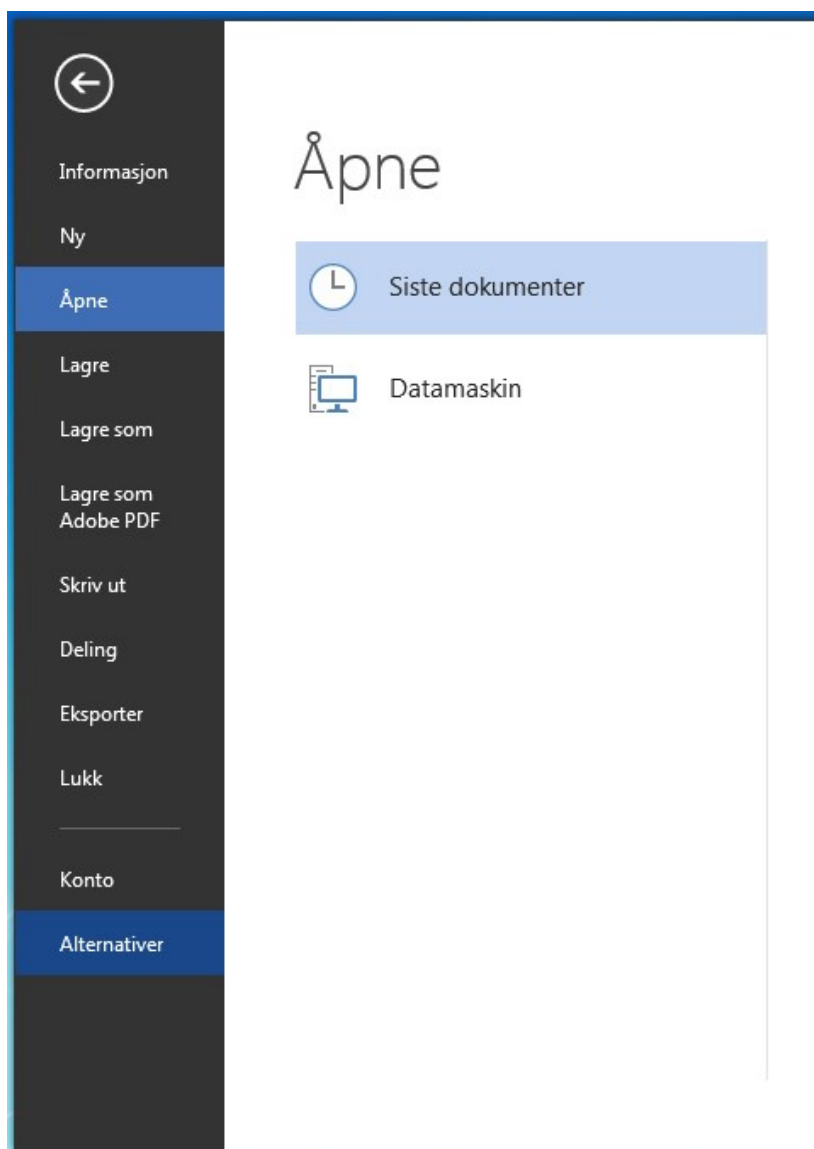 Informasjon
Ny
Åpne
Lagre
Lagre som
Lagre som
Adobe PDF
Skriv ut
Deling
Eksporter
Lukk
Konto
Alternativer
Åpne
Siste dokumenter
Datamaskin